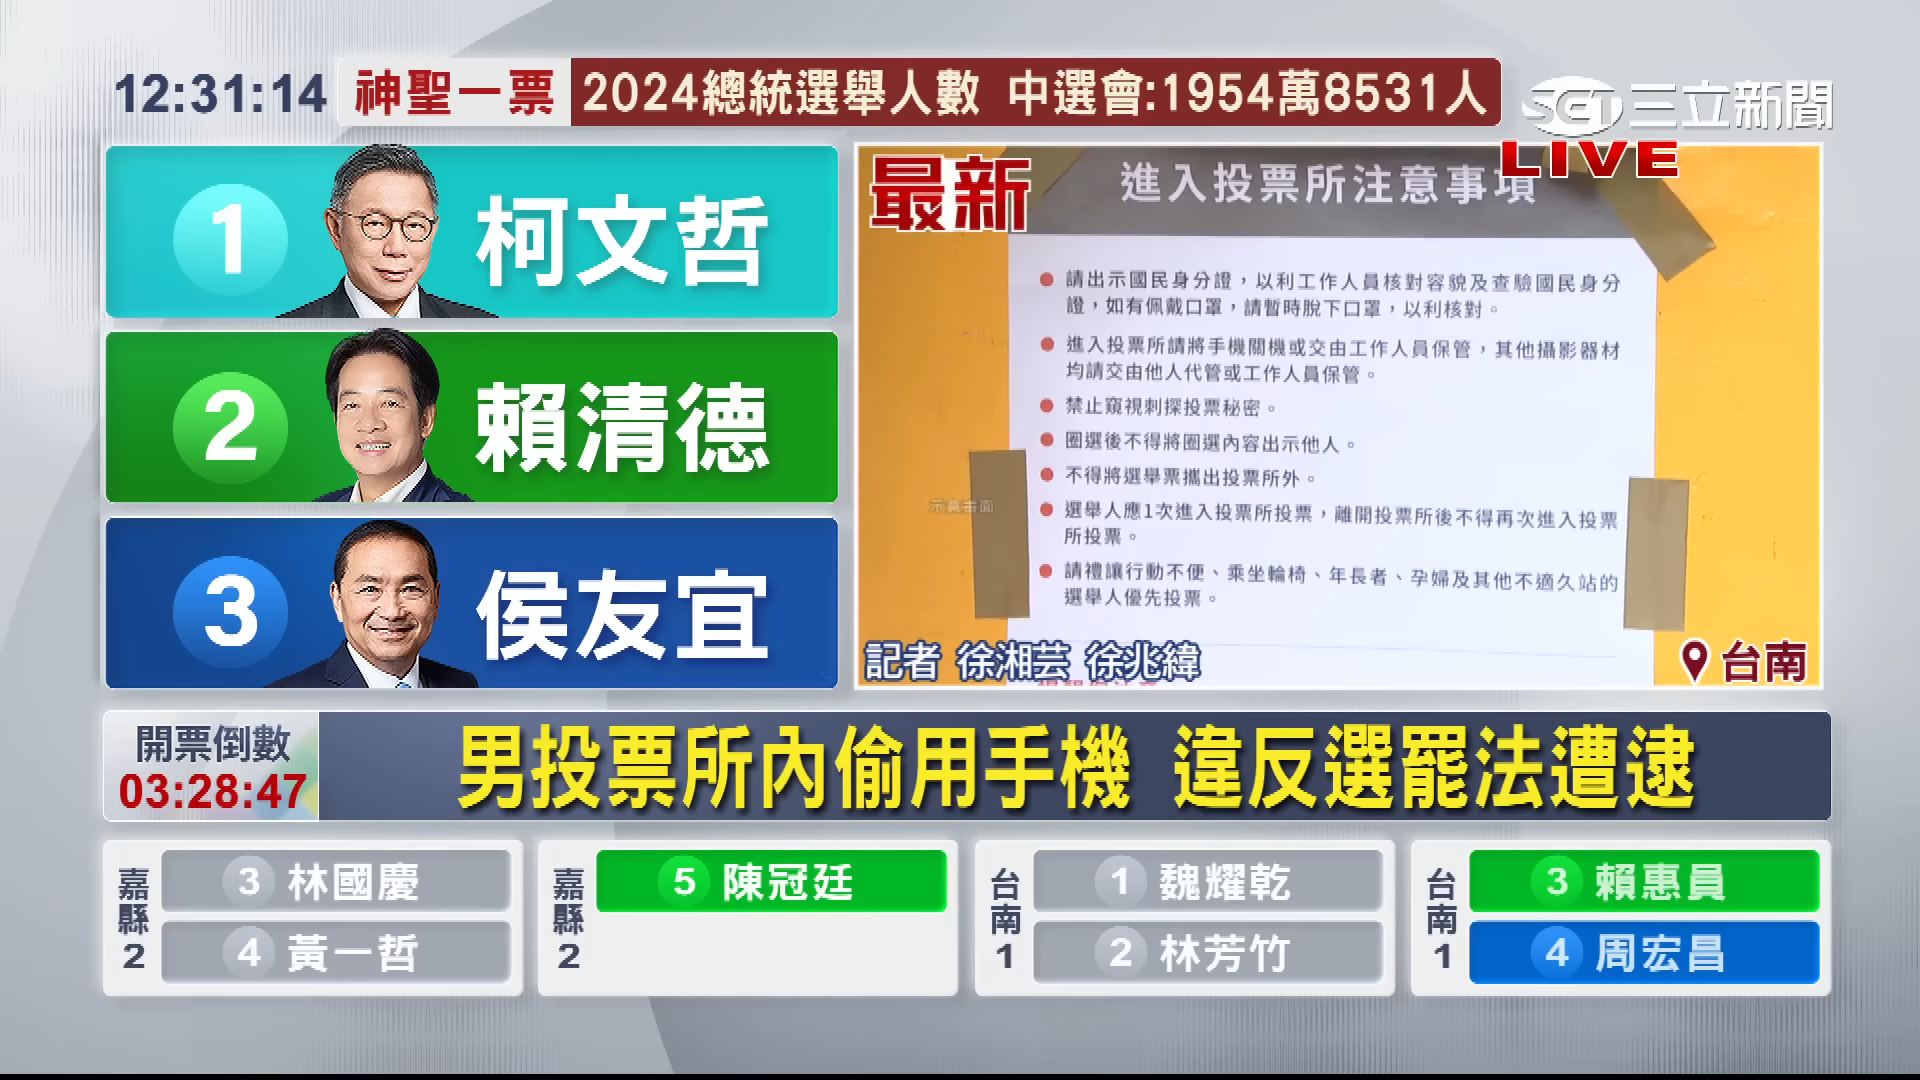 12:31:14
神聖一票
2024總統選舉人數 中選會:1954萬8531人
SET三立新聞
LIVE
1
柯文哲
2
賴清德
3
侯友宜
最新
進入投票所注意事項
請出示國民身分證,以利工作人員核對容貌及查驗國民身分
證,如有佩戴口罩,請暫時脫下口罩,以利核對。
進入投票所請將手機關機或交由工作人員保管,其他攝影器材
均請交由他人代管或工作人員保管。
禁止窺視刺探投票秘密。
圈選後不得將圈選內容出示他人。
不得將選舉票攜出投票所外。
選舉人應1次進入投票所投票,離開投票所後不得再次進入投票
所投票。
請禮讓行動不便、乘坐輪椅、年長者、孕婦及其他不適久站的
選舉人優先投票。
示意畫面
記者 徐湘芸 徐兆緯
台南
開票倒數
03:28:47
男投票所內偷用手機 違反選罷法遭逮
嘉縣2
3 林國慶
4 黃一哲
嘉縣2
5 陳冠廷
台南1
1 魏耀乾
2 林芳竹
台南1
3 賴惠員
4 周宏昌